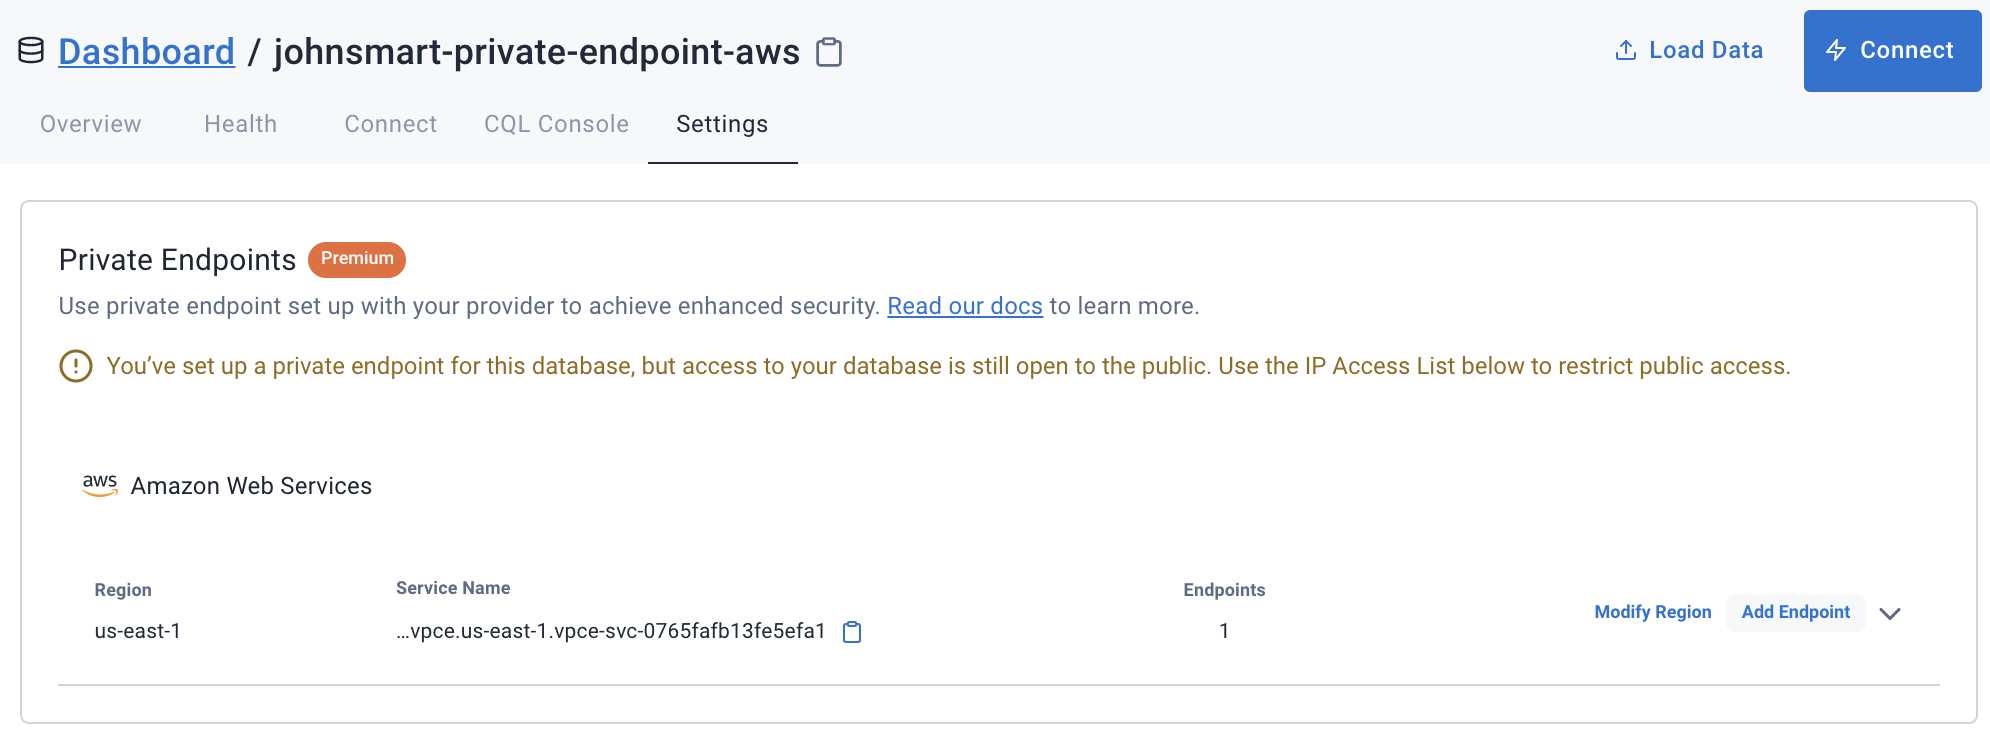 Dashboard / johnsmart-private-endpoint-aws
Load Data
Connect
Overview Health Connect CQL Console Settings
Private Endpoints Premium
Use private endpoint set up with your provider to achieve enhanced security. Read our docs to learn more.
You’ve set up a private endpoint for this database, but access to your database is still open to the public. Use the IP Access List below to restrict public access.
aws Amazon Web Services
Region Service Name Endpoints
us-east-1 …vpce.us-east-1.vpce-svc-0765fafb13fe5efa1 1
Modify Region Add Endpoint